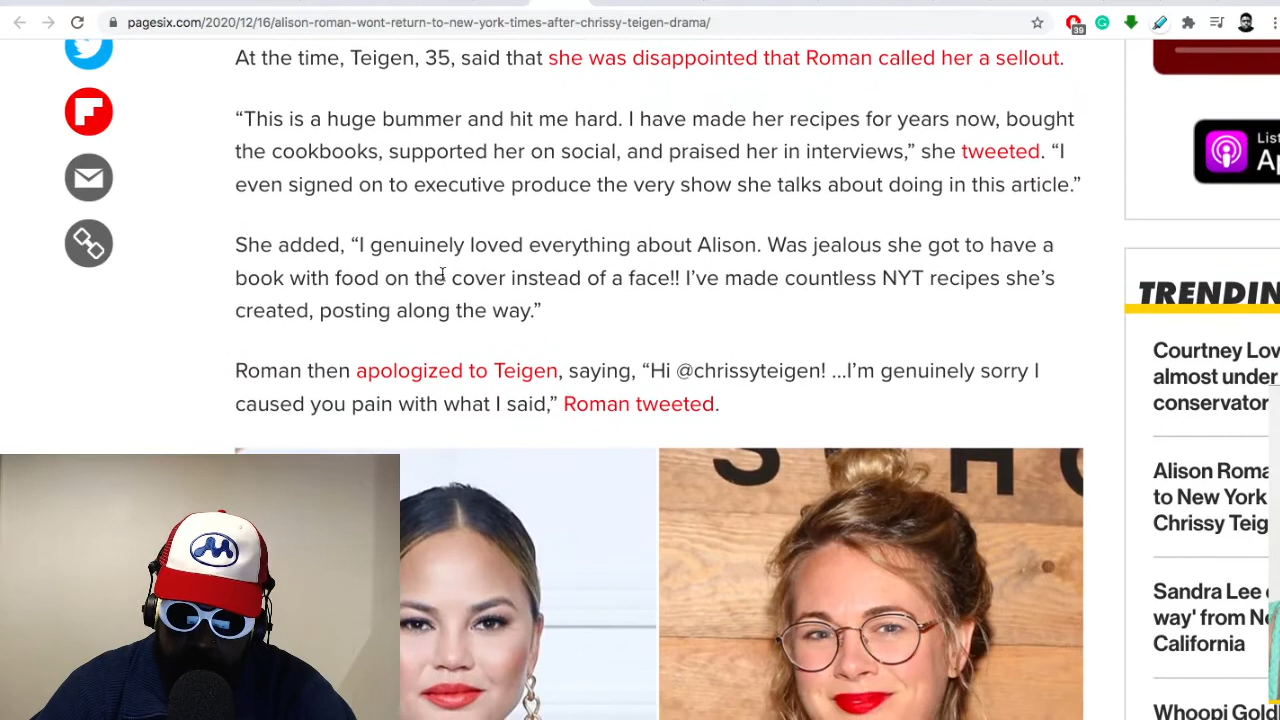 pagesix.com/2020/12/16/alison-roman-wont-return-to-new-york-times-after-chrissy-teigen-drama/
39
At the time, Teigen, 35, said that she was disappointed that Roman called her a sellout.
“This is a huge bummer and hit me hard. I have made her recipes for years now, bought
the cookbooks, supported her on social, and praised her in interviews,” she tweeted. “I
even signed on to executive produce the very show she talks about doing in this article.”
She added, “I genuinely loved everything about Alison. Was jealous she got to have a
book with food on the cover instead of a face!! I’ve made countless NYT recipes she’s
created, posting along the way.”
Roman then apologized to Teigen, saying, “Hi @chrissyteigen! ...I’m genuinely sorry I
caused you pain with what I said,” Roman tweeted.
S H
M
List
Ap
TRENDIN
Courtney Lov
almost under
conservator
Alison Roma
to New York
Chrissy Teig
Sandra Lee
way' from Ne
California
Whoopi Gold